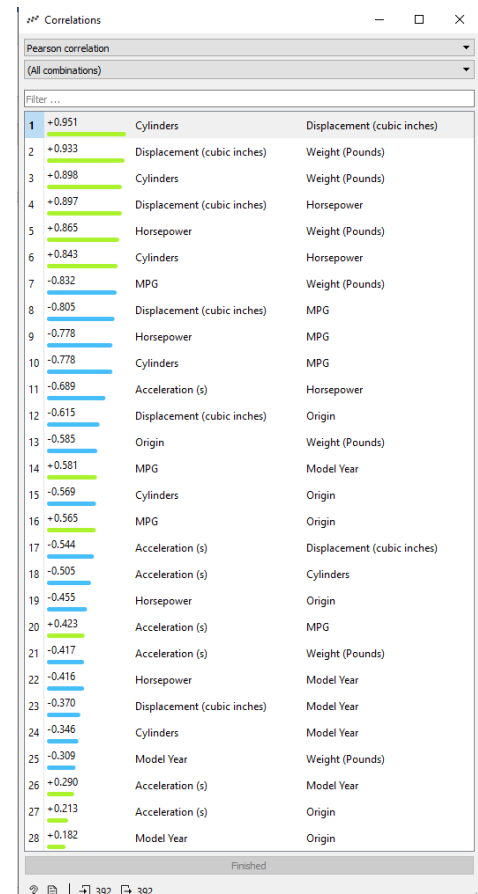 Correlations
Pearson correlation
(All combinations)
Filter ...
1 +0.951 Cylinders Displacement (cubic inches)
2 +0.933 Displacement (cubic inches) Weight (Pounds)
3 +0.898 Cylinders Weight (Pounds)
4 +0.897 Displacement (cubic inches) Horsepower
5 +0.865 Horsepower Weight (Pounds)
6 +0.843 Cylinders Horsepower
7 -0.832 MPG Weight (Pounds)
8 -0.805 Displacement (cubic inches) MPG
9 -0.778 Horsepower MPG
10 -0.778 Cylinders MPG
11 -0.689 Acceleration (s) Horsepower
12 -0.615 Displacement (cubic inches) Origin
13 -0.585 Origin Weight (Pounds)
14 +0.581 MPG Model Year
15 -0.569 Cylinders Origin
16 +0.565 MPG Origin
17 -0.544 Acceleration (s) Displacement (cubic inches)
18 -0.505 Acceleration (s) Cylinders
19 -0.455 Horsepower Origin
20 +0.423 Acceleration (s) MPG
21 -0.417 Acceleration (s) Weight (Pounds)
22 -0.416 Horsepower Model Year
23 -0.370 Displacement (cubic inches) Model Year
24 -0.346 Cylinders Model Year
25 -0.309 Model Year Weight (Pounds)
26 +0.290 Acceleration (s) Model Year
27 +0.213 Acceleration (s) Origin
28 +0.182 Model Year Origin
Finished
? 392 392